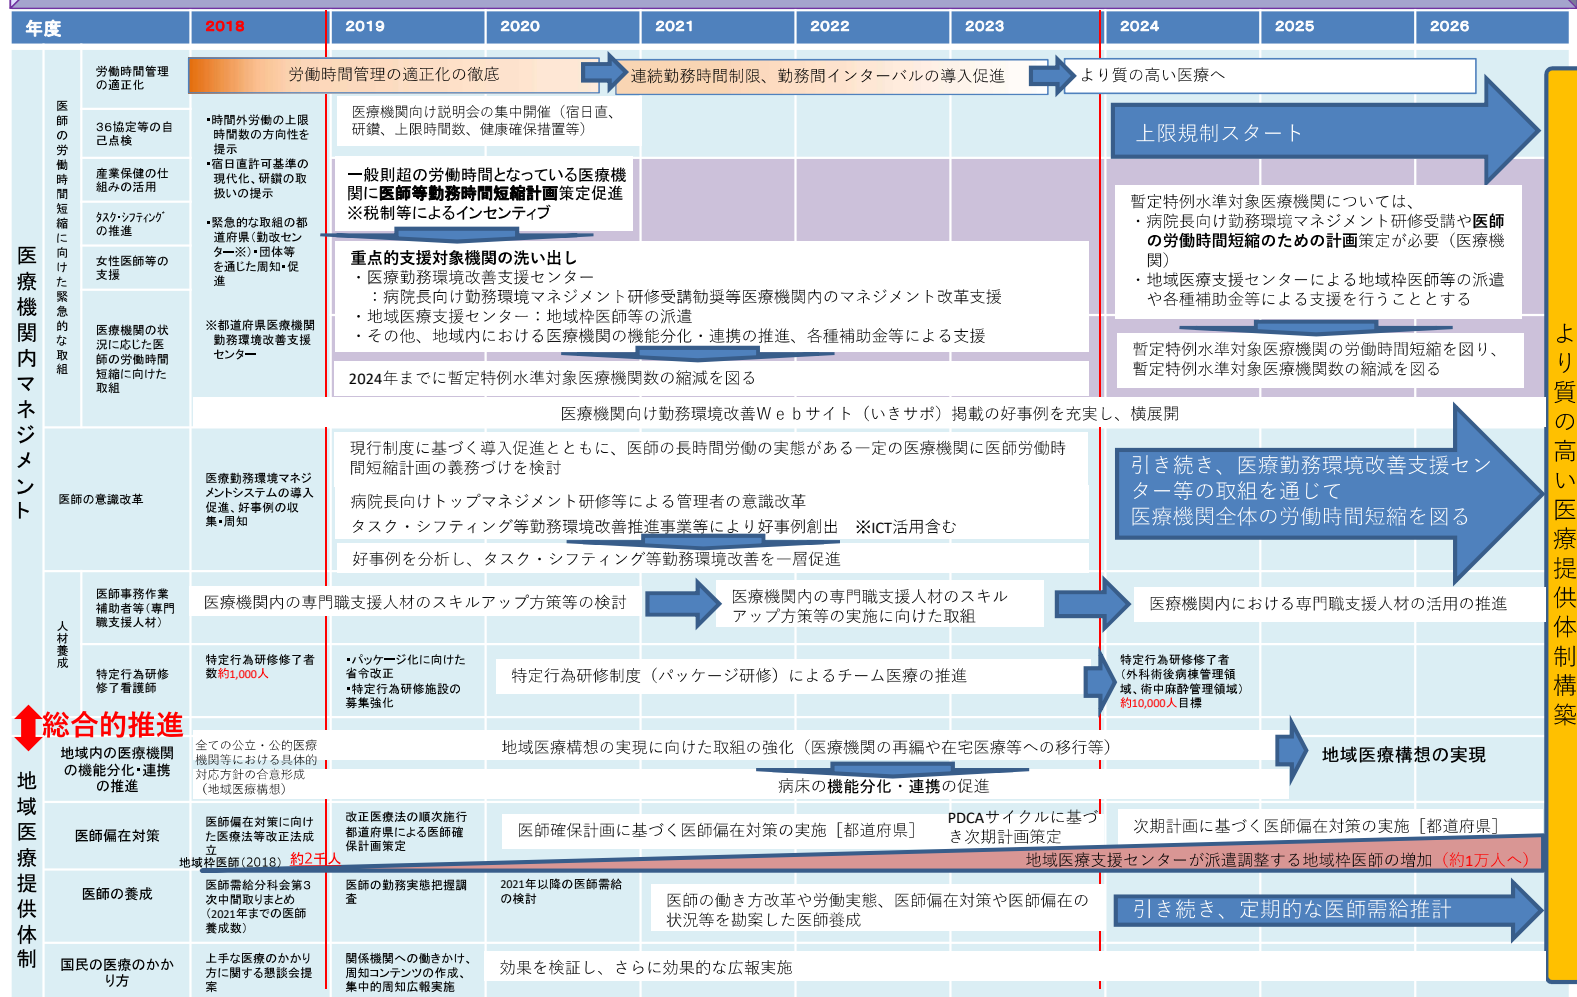 年度
2018
2019
2020
2021
2022
2023
2024
2025
2026
医療機関内マネジメント
医師の労働時間短縮に向けた緊急的な取組
労働時間管理
の適正化
労働時間管理の適正化の徹底
連続勤務時間制限、勤務間インターバルの導入促進
より質の高い医療へ
36協定等の自
己点検
産業保健の仕
組みの活用
タスク・シフティング
の推進
女性医師等の
支援
医療機関の状
況に応じた医
師の労働時間
短縮に向けた
取組
・時間外労働の上限
時間数の方向性を
提示
・宿日直許可基準の
現代化、研鑽の取
扱いの提示
・緊急的な取組の都
道府県（勤改セン
ター※）・団体等
を通じた周知・促
進
※都道府県医療機関
勤務環境改善支援
センター
医療機関向け説明会の集中開催（宿日直、
研鑽、上限時間数、健康確保措置等）
一般則超の労働時間となっている医療機
関に医師等勤務時間短縮計画策定促進
※税制等によるインセンティブ
重点的支援対象機関の洗い出し
・医療勤務環境改善支援センター
：病院長向け勤務環境マネジメント研修受講勧奨等医療機関内のマネジメント改革支援
・地域医療支援センター：地域枠医師等の派遣
・その他、地域内における医療機関の機能分化・連携の推進、各種補助金等による支援
2024年までに暫定特例水準対象医療機関数の縮減を図る
上限規制スタート
暫定特例水準対象医療機関については、
・病院長向け勤務環境マネジメント研修受講や医師
の労働時間短縮のための計画策定が必要（医療機
関）
・地域医療支援センターによる地域枠医師等の派遣
や各種補助金等による支援を行うこととする
暫定特例水準対象医療機関の労働時間短縮を図り、
暫定特例水準対象医療機関数の縮減を図る
医療機関向け勤務環境改善Ｗｅｂサイト（いきサポ）掲載の好事例を充実し、横展開
医師の意識改革
医療勤務環境マネジ
メントシステムの導入
促進、好事例の収
集・周知
現行制度に基づく導入促進とともに、医師の長時間労働の実態がある一定の医療機関に医師労働時
間短縮計画の義務づけを検討
病院長向けトップマネジメント研修等による管理者の意識改革
タスク・シフティング等勤務環境改善推進事業等により好事例創出　※ICT活用含む
好事例を分析し、タスク・シフティング等勤務環境改善を一層促進
引き続き、医療勤務環境改善支援セン
ター等の取組を通じて
医療機関全体の労働時間短縮を図る
人材養成
医師事務作業
補助者等（専門
職支援人材）
医療機関内の専門職支援人材のスキルアップ方策等の検討
医療機関内の専門職支援人材のスキル
アップ方策等の実施に向けた取組
医療機関内における専門職支援人材の活用の推進
特定行為研修
修了看護師
特定行為研修修了者
数約1,000人
・パッケージ化に向けた
省令改正
・特定行為研修施設の
募集強化
特定行為研修制度（パッケージ研修）によるチーム医療の推進
特定行為研修修了者
（外科術後病棟管理領
域、術中麻酔管理領域）
約10,000人目標
総合的推進
地域医療提供体制
地域内の医療機関
の機能分化・連携
の推進
全ての公立・公的医療
機関等における具体的
対応方針の合意形成
（地域医療構想）
地域医療構想の実現に向けた取組の強化（医療機関の再編や在宅医療等への移行等）
病床の機能分化・連携の促進
地域医療構想の実現
医師偏在対策
医師偏在対策に向け
た医療法等改正法成
立
地域枠医師（2018）　約2千人
改正医療法の順次施行
都道府県による医師確
保計画策定
医師確保計画に基づく医師偏在対策の実施［都道府県］
PDCAサイクルに基づ
き次期計画策定
次期計画に基づく医師偏在対策の実施［都道府県］
地域医療支援センターが派遣調整する地域枠医師の増加（約1万人へ）
医師の養成
医師需給分科会第3
次中間取りまとめ
（2021年までの医師
養成数）
医師の勤務実態把握調
査
2021年以降の医師需給
の検討
医師の働き方改革や労働実態、医師偏在対策や医師偏在の
状況等を勘案した医師養成
引き続き、定期的な医師需給推計
国民の医療のかか
り方
上手な医療のかかり
方に関する懇談会提
案
関係機関への働きかけ、
周知コンテンツの作成、
集中的周知広報実施
効果を検証し、さらに効果的な広報実施
より質の高い医療提供体制構築